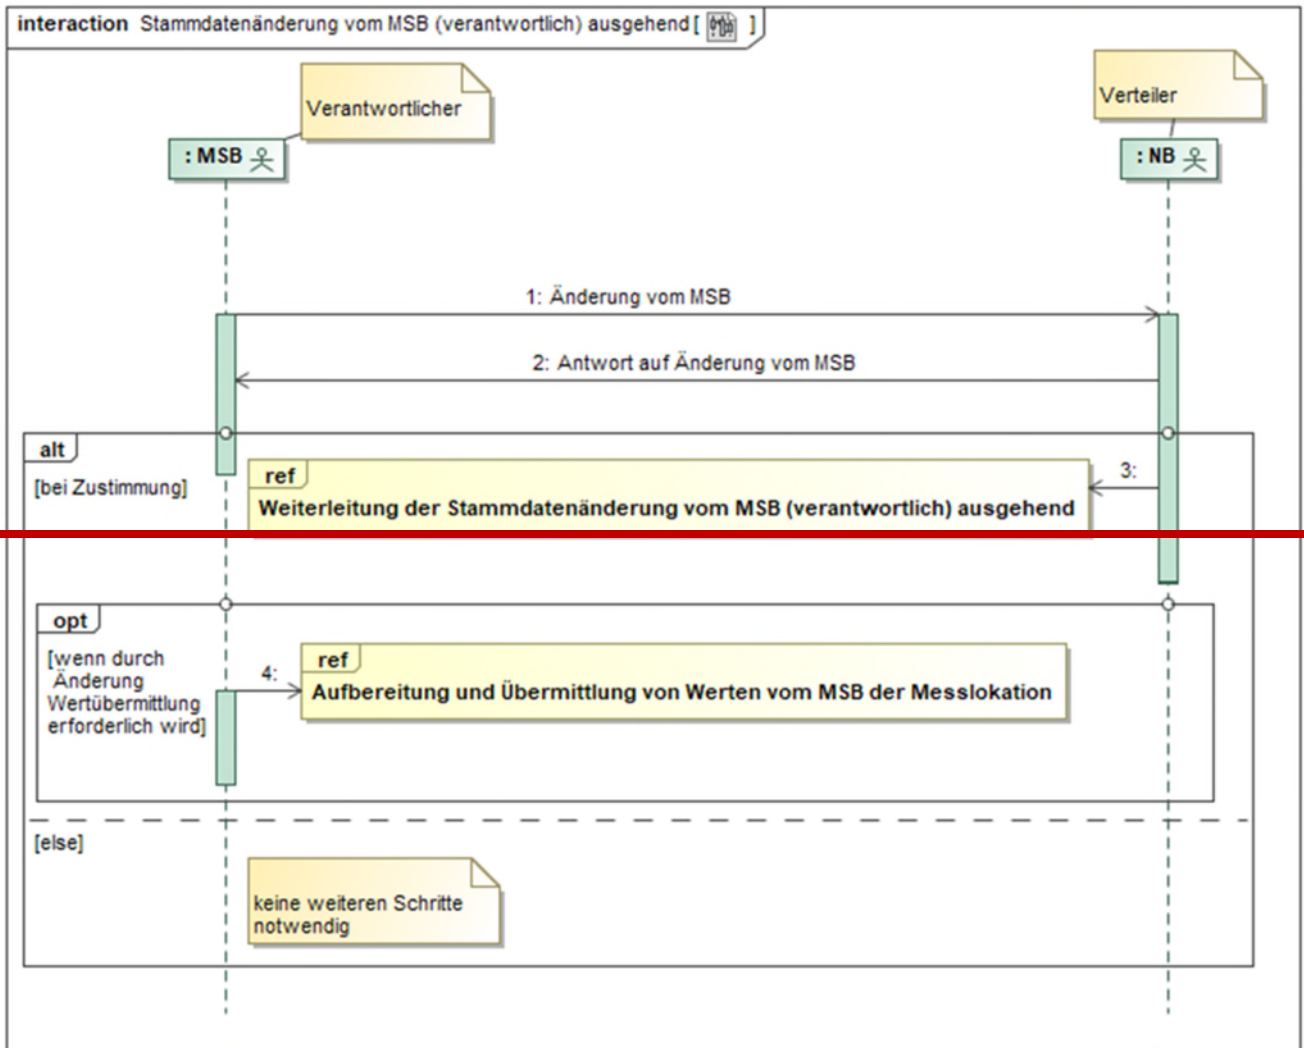 interaction Stammdatenänderung vom MSB (verantwortlich) ausgehend [ ]
Verantwortlicher
Verteiler
: MSB
: NB
1: Änderung vom MSB
2: Antwort auf Änderung vom MSB
alt
[bei Zustimmung]
ref
3:
Weiterleitung der Stammdatenänderung vom MSB (verantwortlich) ausgehend
opt
[wenn durch
Änderung
Wertübermittlung
erforderlich wird]
4:
ref
Aufbereitung und Übermittlung von Werten vom MSB der Messlokation
[else]
keine weiteren Schritte
notwendig